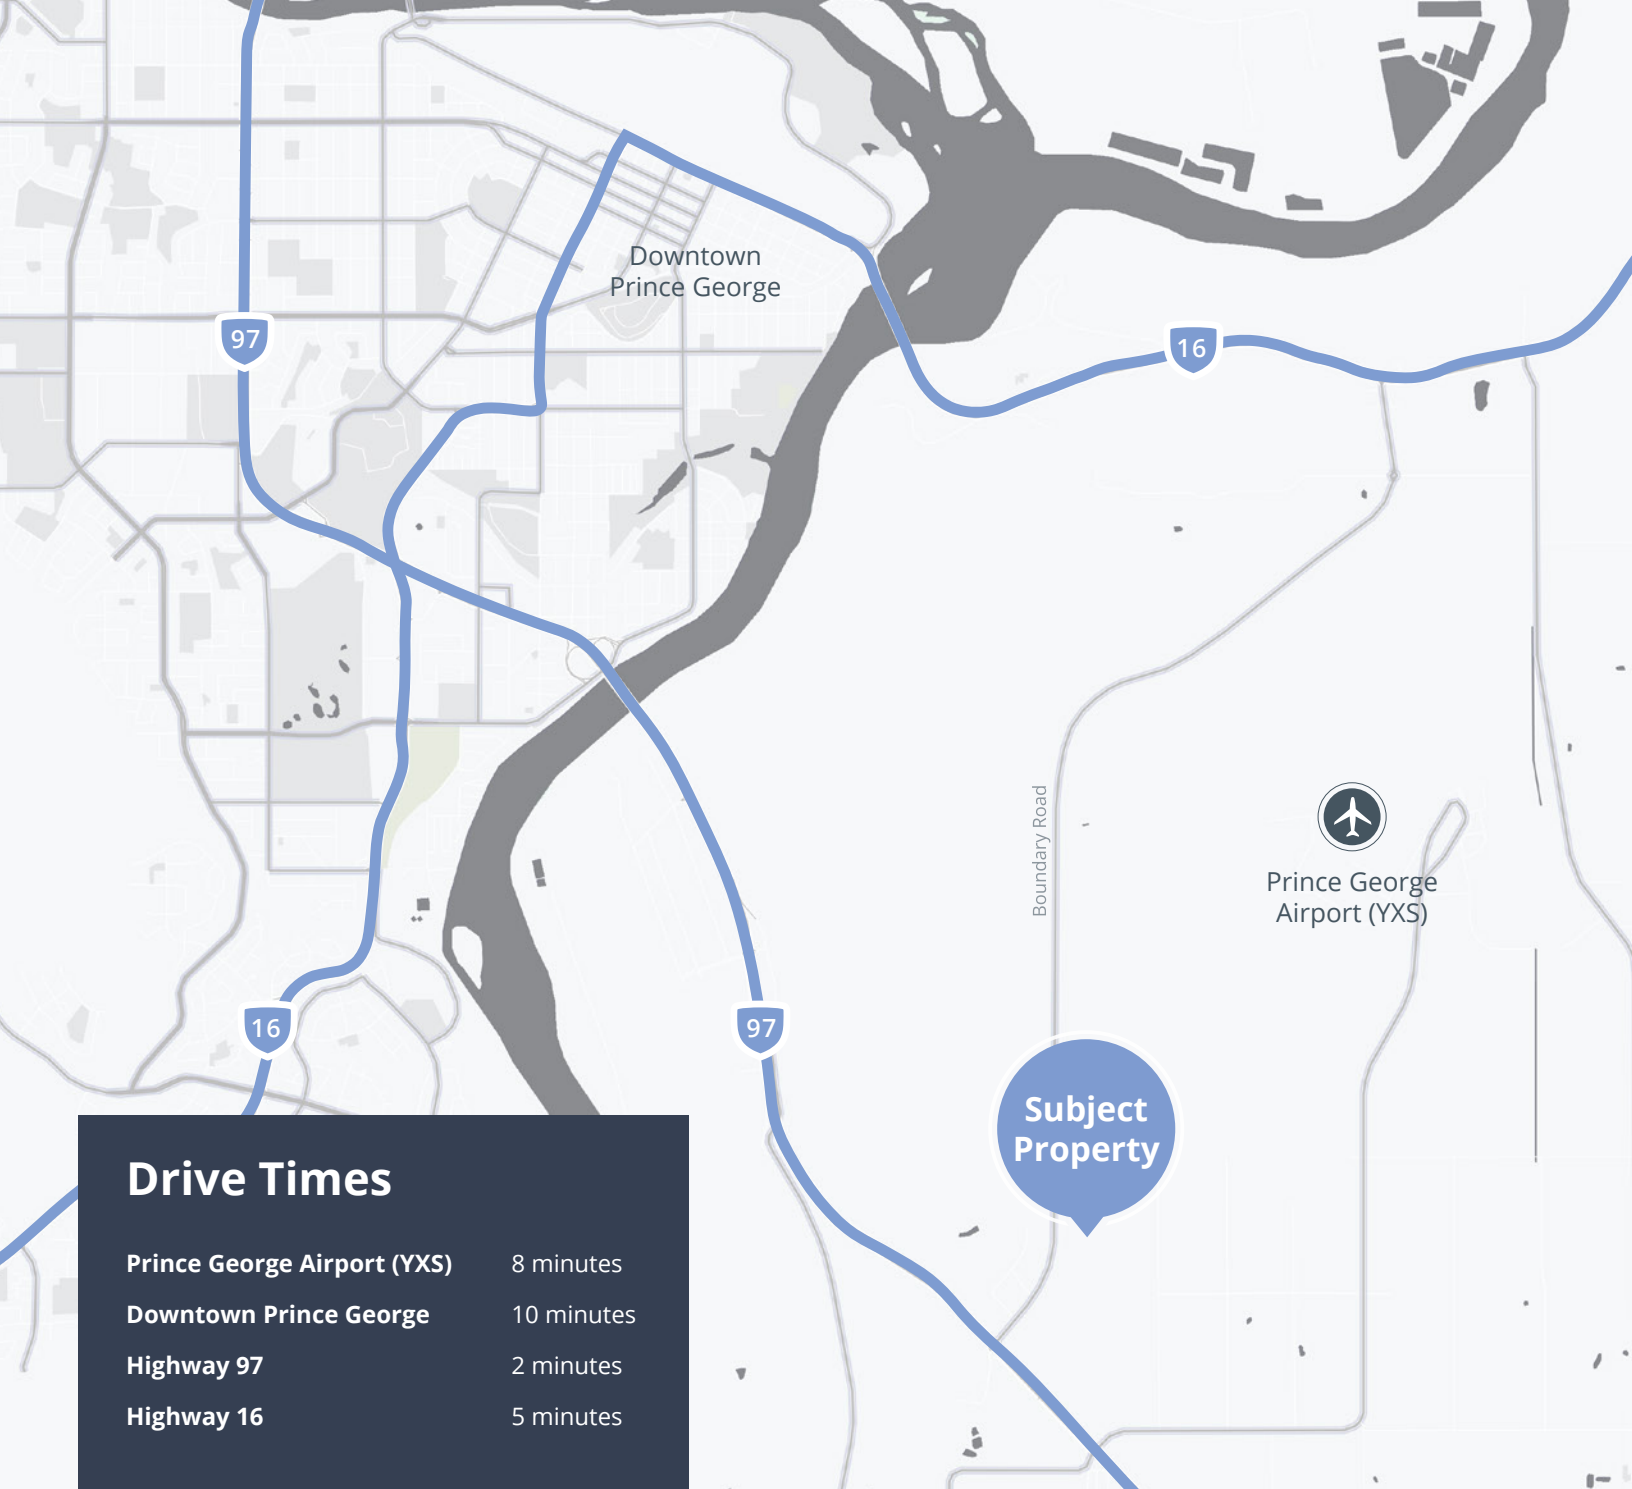 Downtown
Prince George
97
16
Boundary Road
Prince George
Airport (YXS)
16
97
Subject
Property
Drive Times
Prince George Airport (YXS) 8 minutes
Downtown Prince George 10 minutes
Highway 97 2 minutes
Highway 16 5 minutes